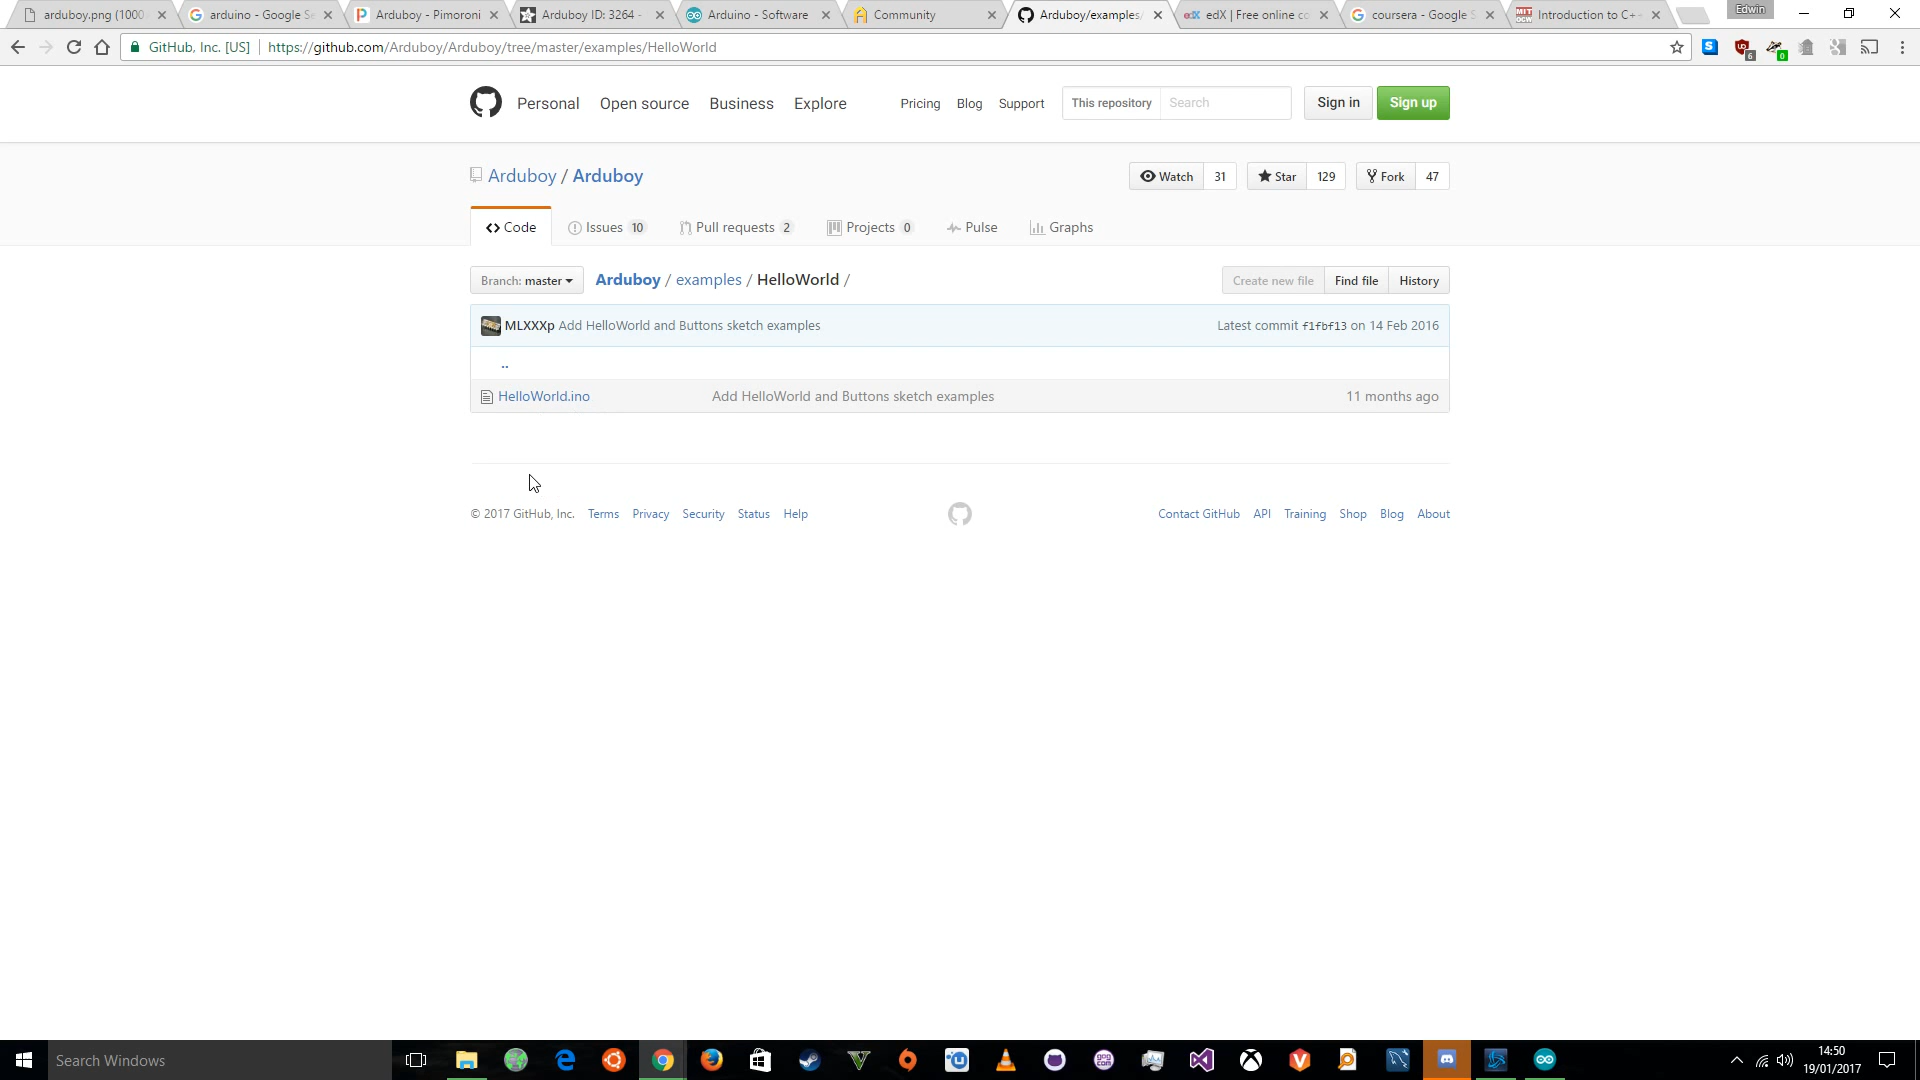 arduboy.png (1000
arduino - Google Se
Arduboy - Pimoroni
Arduboy ID: 3264 -
Arduino - Software
Community
Arduboy/examples/
edX | Free online co
coursera - Google S
Introduction to C++
Edwin
GitHub, Inc. [US]
https://github.com/Arduboy/Arduboy/tree/master/examples/HelloWorld
Personal Open source Business Explore Pricing Blog Support This repository Search Sign in Sign up
Arduboy / Arduboy Watch 31 Star 129 Fork 47
Code Issues 10 Pull requests 2 Projects 0 Pulse Graphs
Branch: master Arduboy / examples / HelloWorld / Create new file Find file History
MLXXXp Add HelloWorld and Buttons sketch examples Latest commit f1fbf13 on 14 Feb 2016
..
HelloWorld.ino Add HelloWorld and Buttons sketch examples 11 months ago
© 2017 GitHub, Inc. Terms Privacy Security Status Help Contact GitHub API Training Shop Blog About
Search Windows
14:50
19/01/2017